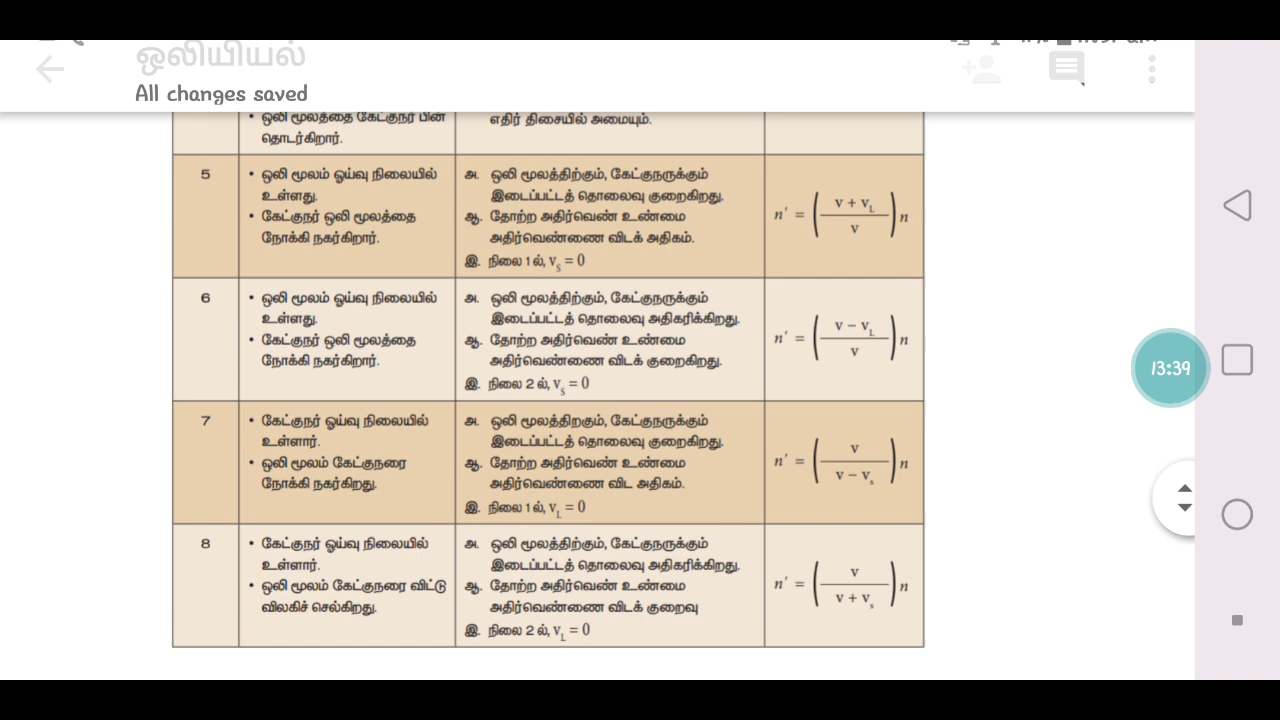 ஒலியியல்
All changes saved
• ஒலி மூலத்தை கேட்குநர் பின்
தொடர்கிறார்.
எதிர் திசையில் அமையும்.
5
• ஒலி மூலம் ஓய்வு நிலையில்
உள்ளது.
• கேட்குநர் ஒலி மூலத்தை
நோக்கி நகர்கிறார்.
அ. ஒலி மூலத்திற்கும், கேட்குநருக்கும்
இடைப்பட்டத் தொலைவு குறைகிறது.
ஆ. தோற்ற அதிர்வெண் உண்மை
அதிர்வெண்ணை விடக் அதிகம்.
இ. நிலை 1 ல், v_S = 0
n′ = ( (v + v_L) / v ) n
6
• ஒலி மூலம் ஓய்வு நிலையில்
உள்ளது.
• கேட்குநர் ஒலி மூலத்தை
நோக்கி நகர்கிறார்.
அ. ஒலி மூலத்திற்கும், கேட்குநருக்கும்
இடைப்பட்டத் தொலைவு அதிகரிக்கிறது.
ஆ. தோற்ற அதிர்வெண் உண்மை
அதிர்வெண்ணை விடக் குறைகிறது.
இ. நிலை 2 ல், v_S = 0
n′ = ( (v − v_L) / v ) n
7
• கேட்குநர் ஓய்வு நிலையில்
உள்ளார்.
• ஒலி மூலம் கேட்குநரை
நோக்கி நகர்கிறது.
அ. ஒலி மூலத்திறகும், கேட்குநருக்கும்
இடைப்பட்டத் தொலைவு குறைகிறது.
ஆ. தோற்ற அதிர்வெண் உண்மை
அதிர்வெண்ணை விட அதிகம்.
இ. நிலை 1 ல், v_L = 0
n′ = ( v / (v − v_s) ) n
8
• கேட்குநர் ஓய்வு நிலையில்
உள்ளார்.
• ஒலி மூலம் கேட்குநரை விட்டு
விலகிச் செல்கிறது.
அ. ஒலி மூலத்திற்கும், கேட்குநருக்கும்
இடைப்பட்டத் தொலைவு அதிகரிக்கிறது.
ஆ. தோற்ற அதிர்வெண் உண்மை
அதிர்வெண்ணை விடக் குறைவு
இ. நிலை 2 ல், v_L = 0
n′ = ( v / (v + v_s) ) n
13:39